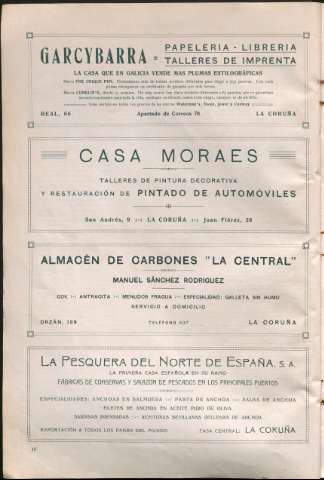 GARCYBARRA
PAPELERIA · LIBRERIA
TALLERES DE IMPRENTA
LA CASA QUE EN GALICIA VENDE MAS PLUMAS ESTILOGRÁFICAS
REAL, 66 Apartado de Correos 76 LA CORUÑA
CASA MORAES
TALLERES DE PINTURA DECORATIVA
Y RESTAURACIÓN DE PINTADO DE AUTOMÓVILES
San Andrés, 9 LA CORUÑA Juan Flórez, 28
ALMACÉN DE CARBONES "LA CENTRAL"
MANUEL SÁNCHEZ RODRIGUEZ
COK ANTRACITA MENUDOS FRAGUA ESPECIALIDAD: GALLETA SIN HUMO
SERVICIO A DOMICILIO
ORZÁN, TELÉFONO LA CORUÑA
LA PESQUERA DEL NORTE DE ESPAÑA, S. A.
LA PRIMERA CASA ESPAÑOLA EN SU RAMO
FÁBRICAS DE CONSERVAS Y SALAZON DE PESCADOS EN LOS PRINCIPALES PUERTOS
ESPECIALIDADES: ANCHOAS EN SALMUERA PASTA DE ANCHOA SALSA DE ANCHOA
FILETES DE ANCHOA EN ACEITE PURO DE OLIVA
SARDINAS PRENSADAS ACEITUNAS SEVILLANAS RELLENAS DE ANCHOA
EXPORTACIÓN A TODOS LOS PAISES DEL MUNDO CASA CENTRAL: LA CORUÑA